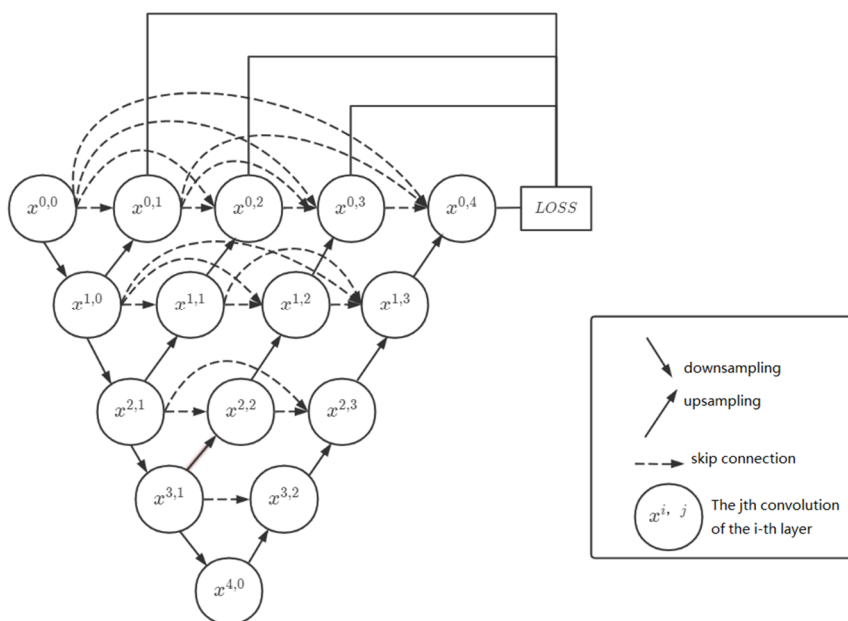 x^{0,0} x^{0,1} x^{0,2} x^{0,3} x^{0,4} LOSS
x^{1,0} x^{1,1} x^{1,2} x^{1,3}
x^{2,1} x^{2,2} x^{2,3}
x^{3,1} x^{3,2}
x^{4,0}
downsampling
upsampling
skip connection
x^{i, j}
The jth convolution
of the i-th layer